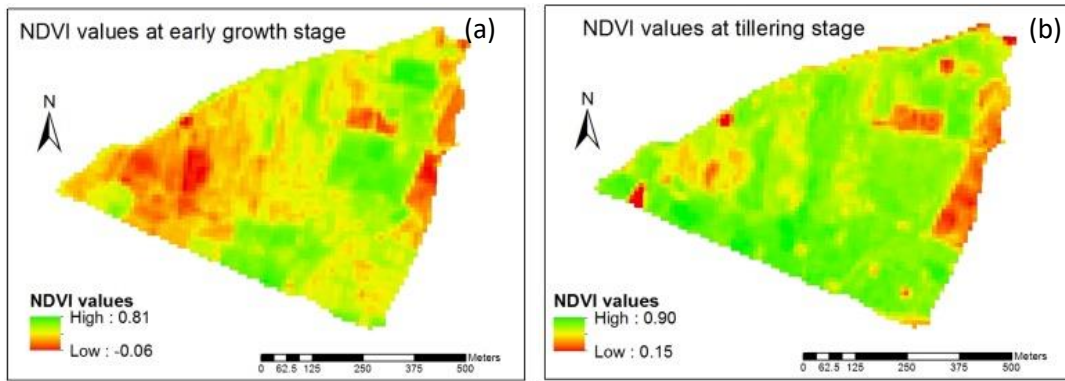 NDVI values at early growth stage
(a)
N
NDVI values
High : 0.81
Low : -0.06
Meters
0 62.5 125 250 375 500
NDVI values at tillering stage
(b)
N
NDVI values
High : 0.90
Low : 0.15
Meters
0 62.5 125 250 375 500